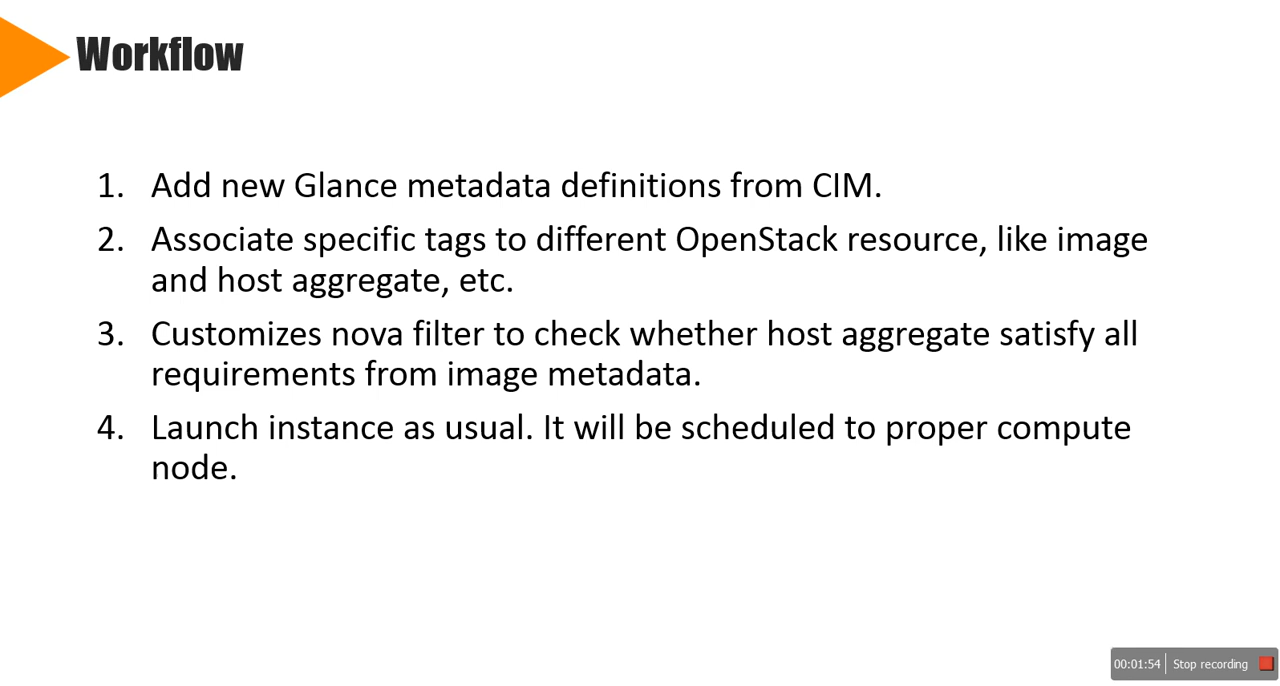 Workflow
1. Add new Glance metadata definitions from CIM.
2. Associate specific tags to different OpenStack resource, like image
and host aggregate, etc.
3. Customizes nova filter to check whether host aggregate satisfy all
requirements from image metadata.
4. Launch instance as usual. It will be scheduled to proper compute
node.
00:01:54 Stop recording